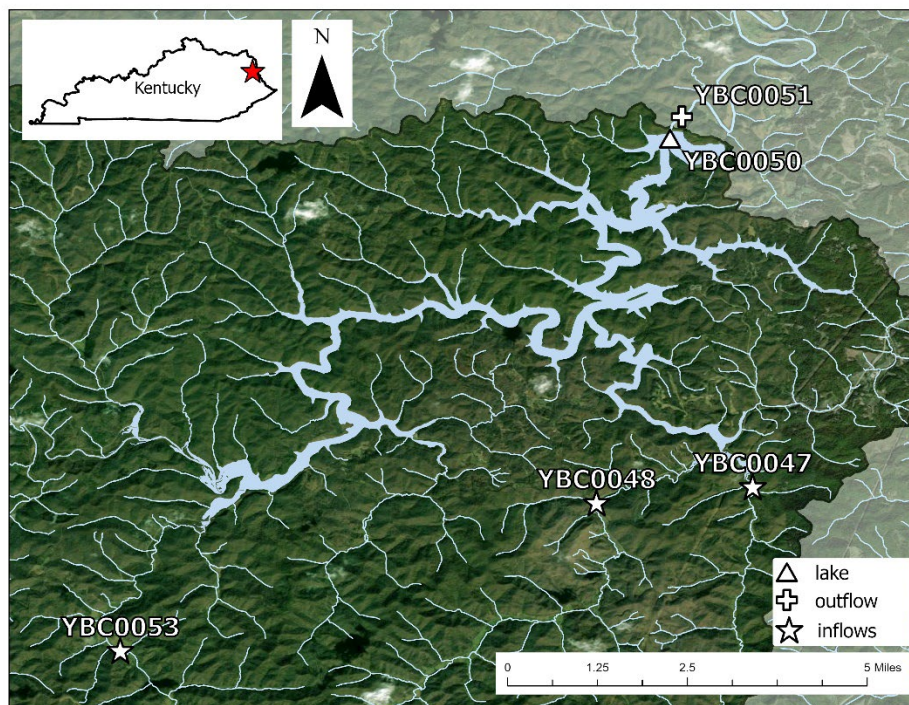 N
Kentucky
YBC0051
YBC0050
YBC0048
YBC0047
YBC0053
lake
outflow
inflows
0 1.25 2.5 5 Miles